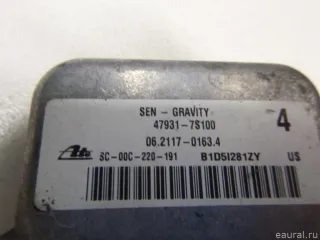 SEN - GRAVITY
47931-7S100
4
06.2117-0163.4
Ate
SC-00C-220-191 B1D5I281ZY US
© eaural.ru